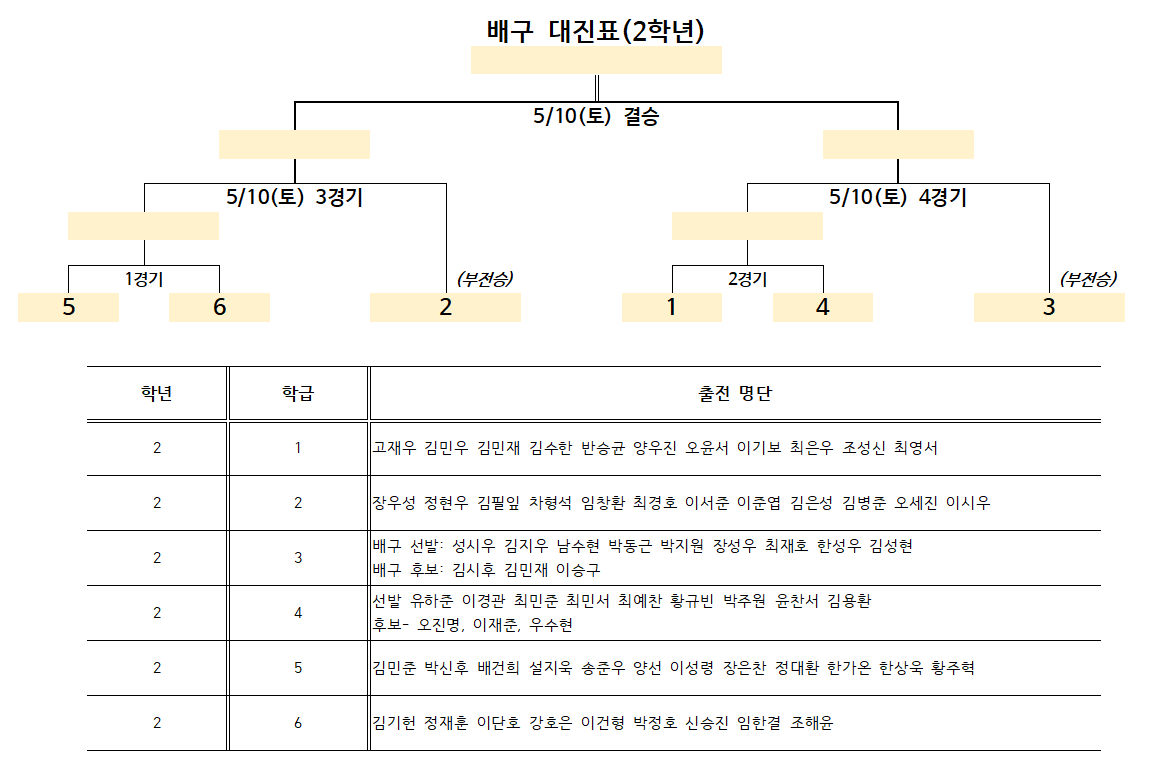 배구 대진표(2학년)
5/10(토) 결승
5/10(토) 3경기
5/10(토) 4경기
1경기
(부전승)
2경기
(부전승)
5
6
2
1
4
3
학년 학급 출전 명단
2 1 고재우 김민우 김민재 김수한 반승균 양우진 오윤서 이기보 최은우 조성신 최영서
2 2 장우성 정현우 김필잎 차형석 임창환 최경호 이서준 이준엽 김은성 김병준 오세진 이시우
2 3 배구 선발: 성시우 김지우 남수현 박동근 박지원 장성우 최재호 한성우 김성현
배구 후보: 김시후 김민재 이승구
2 4 선발 유하준 이경관 최민준 최민서 최예찬 황규빈 박주원 윤찬서 김용환
후보- 오진명, 이재준, 우수현
2 5 김민준 박신후 배건희 설지욱 송준우 양선 이성령 장은찬 정대환 한가온 한상욱 황주혁
2 6 김기헌 정재훈 이단호 강호은 이건형 박정호 신승진 임한결 조해윤